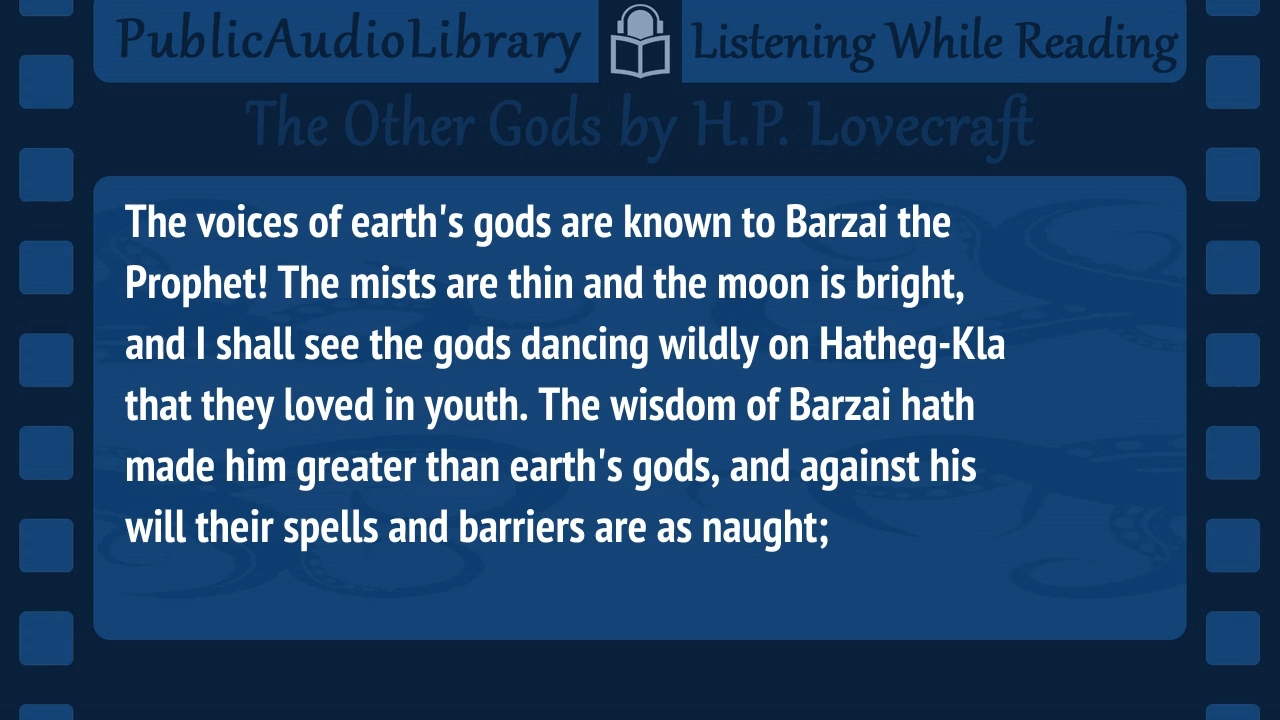 PublicAudioLibrary Listening While Reading
The Other Gods by H.P. Lovecraft
The voices of earth's gods are known to Barzai the
Prophet! The mists are thin and the moon is bright,
and I shall see the gods dancing wildly on Hatheg-Kla
that they loved in youth. The wisdom of Barzai hath
made him greater than earth's gods, and against his
will their spells and barriers are as naught;